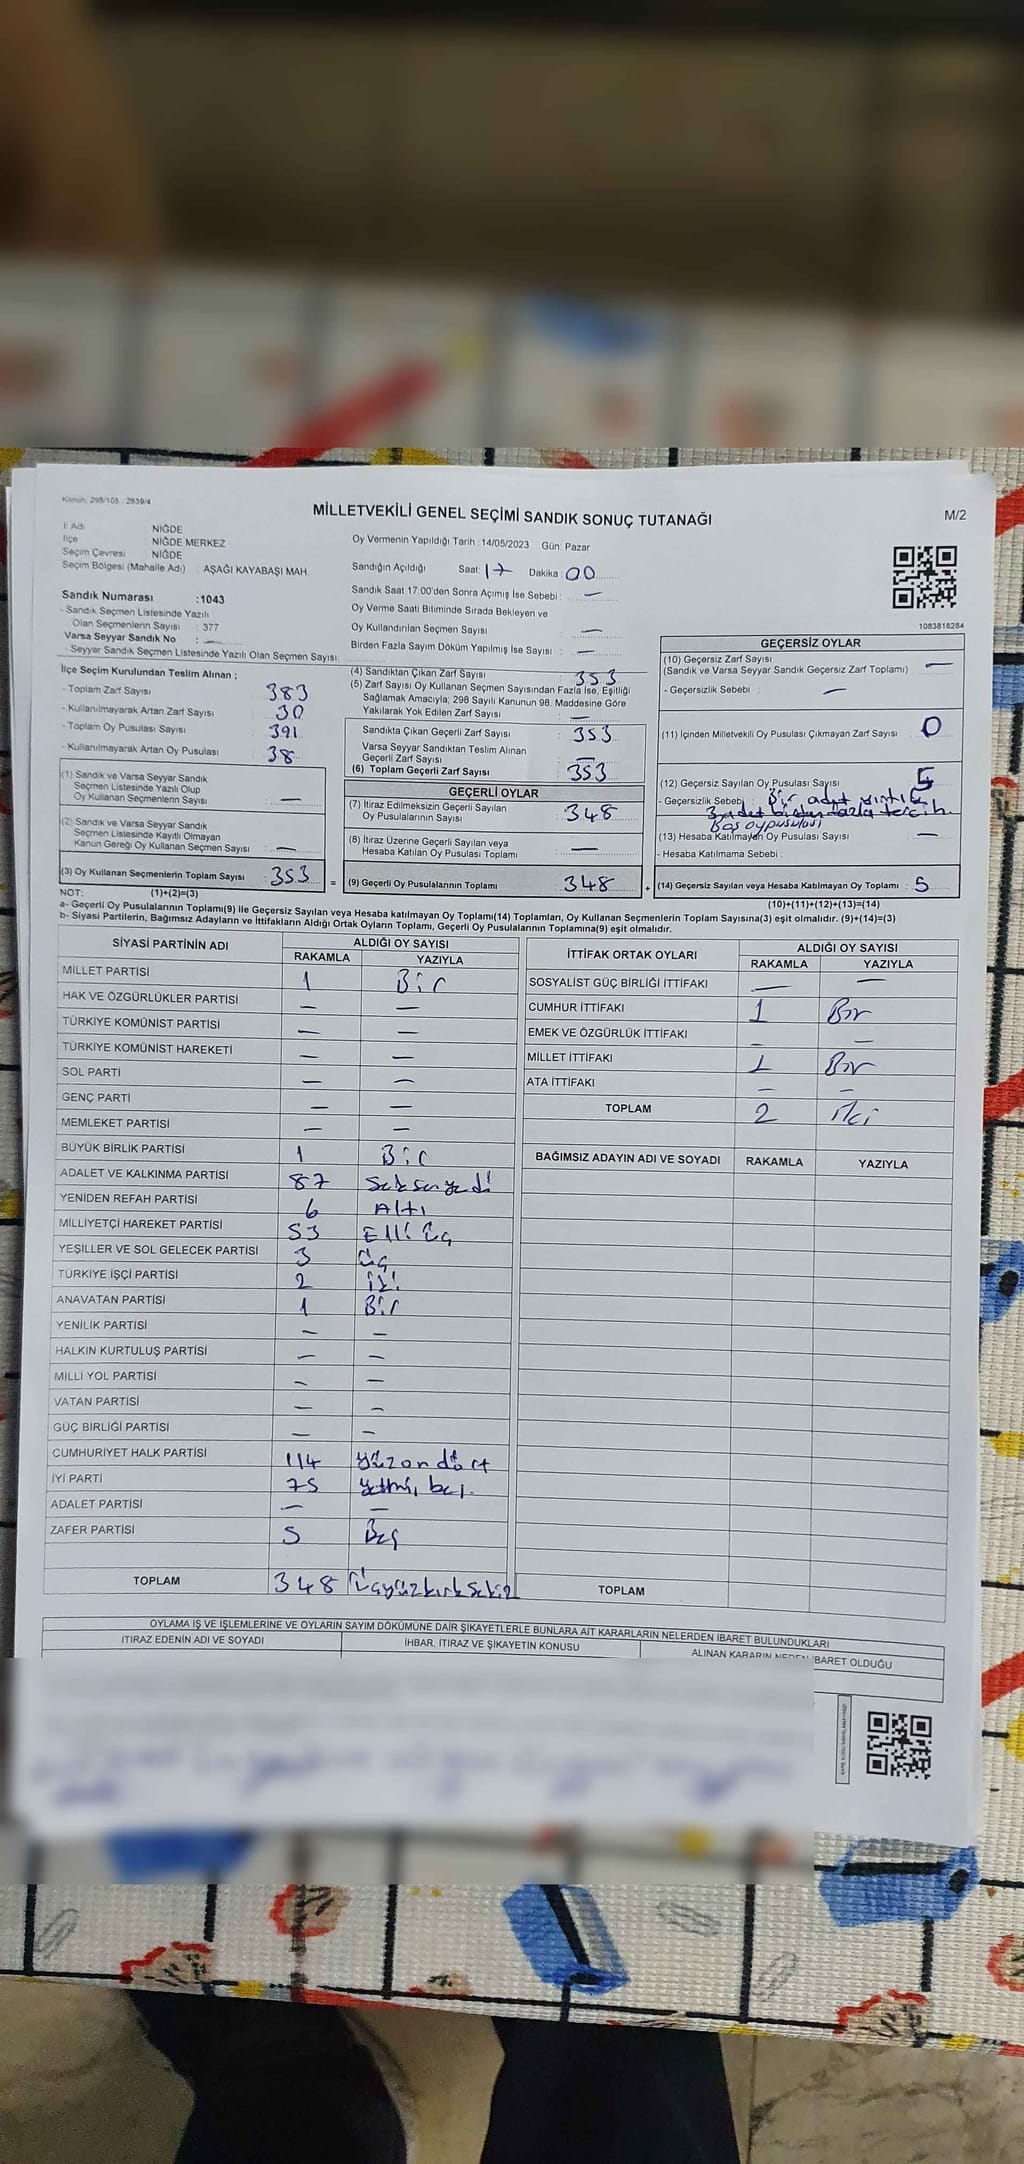 Kanun: 298/105 . 2839/4
MİLLETVEKİLİ GENEL SEÇİMİ SANDIK SONUÇ TUTANAĞI
M/2
İl Adı NİĞDE
İlçe NİĞDE MERKEZ
Seçim Çevresi NİĞDE
Seçim Bölgesi (Mahalle Adı) : AŞAĞI KAYABAŞI MAH.
Sandık Numarası :1043
- Sandık Seçmen Listesinde Yazılı
Olan Seçmenlerin Sayısı : 377
Varsa Seyyar Sandık No : —
- Seyyar Sandık Listesinde Yazılı Olan Seçmen Sayısı:
Oy Vermenin Yapıldığı Tarih :14/05/2023 Gün: Pazar
Sandığın Açıldığı Saat: 17 Dakika: 00
Sandık Saat 17.00'den Sonra Açımış İse Sebebi : —
Oy Verme Saati Bitiminde Sırada Bekleyen ve
Oy Kullandırılan Seçmen Sayısı : —
Birden Fazla Sayım Döküm Yapılmış İse Sayısı : —
1083816284
İlçe Seçim Kurulundan Teslim Alınan ;
- Toplam Zarf Sayısı : 383
- Kullanılmayarak Artan Zarf Sayısı : 30
- Toplam Oy Pusulası Sayısı : 391
- Kullanılmayarak Artan Oy Pusulası : 38
(1) Sandık ve Varsa Seyyar Sandık
Seçmen Listesinde Yazılı Olup
Oy Kullanan Seçmenlerin Sayısı : —
(2) Sandık ve Varsa Seyyar Sandık
Seçmen Listesinde Kayıtlı Olmayan
Kanun Gereği Oy Kullanan Seçmen Sayısı : —
(3) Oy Kullanan Seçmenlerin Toplam Sayısı : 353
(4) Sandıktan Çıkan Zarf Sayısı : 353
(5) Zarf Sayısı Oy Kullanan Seçmen Sayısından Fazla İse, Eşitliği
Sağlamak Amacıyla; 298 Sayılı Kanunun 98. Maddesine Göre
Yakılarak Yok Edilen Zarf Sayısı : —
Sandıkta Çıkan Geçerli Zarf Sayısı : 353
Varsa Seyyar Sandıktan Teslim Alınan
Geçerli Zarf Sayısı : —
(6) Toplam Geçerli Zarf Sayısı : 353
GEÇERLİ OYLAR
(7) İtiraz Edilmeksizin Geçerli Sayılan
Oy Pusulalarının Sayısı : 348
(8) İtiraz Üzerine Geçerli Sayılan veya
Hesaba Katılan Oy Pusulası Toplamı : —
= (9) Geçerli Oy Pusulalarının Toplamı : 348
GEÇERSİZ OYLAR
(10) Geçersiz Zarf Sayısı
(Sandık ve Varsa Seyyar Sandık Geçersiz Zarf Toplamı) : —
- Geçersizlik Sebebi : —
(11) İçinden Milletvekili Oy Pusulası Çıkmayan Zarf Sayısı : 0
(12) Geçersiz Sayılan Oy Pusulası Sayısı : 5
- Geçersizlik Sebebi : Bir adet yırtık
3 adet birden fazla tercih
Boş oy pusulası
(13) Hesaba Katılmayan Oy Pusulası Sayısı : —
- Hesaba Katılmama Sebebi :
+ (14) Geçersiz Sayılan veya Hesaba Katılmayan Oy Toplamı : 5
NOT: (1)+(2)=(3)
(10)+(11)+(12)+(13)=(14)
a- Geçerli Oy Pusulalarının Toplamı(9) ile Geçersiz Sayılan veya Hesaba katılmayan Oy Toplamı(14) Toplamları, Oy Kullanan Seçmenlerin Toplam Sayısına(3) eşit olmalıdır. (9)+(14)=(3)
b- Siyasi Partilerin, Bağımsız Adayların ve İttifakların Aldığı Ortak Oyların Toplamı, Geçerli Oy Pusulalarının Toplamına(9) eşit olmalıdır.
SİYASİ PARTİNİN ADI ALDIĞI OY SAYISI
RAKAMLA YAZIYLA
MİLLET PARTİSİ 1 Bir
HAK VE ÖZGÜRLÜKLER PARTİSİ — —
TÜRKİYE KOMÜNİST PARTİSİ — —
TÜRKİYE KOMÜNİST HAREKETİ — —
SOL PARTİ — —
GENÇ PARTİ — —
MEMLEKET PARTİSİ — —
BÜYÜK BİRLİK PARTİSİ 1 Bir
ADALET VE KALKINMA PARTİSİ 87 Seksenyedi
YENİDEN REFAH PARTİSİ 6 Altı
MİLLİYETÇİ HAREKET PARTİSİ 53 Elli üç
YEŞİLLER VE SOL GELECEK PARTİSİ 3 üç
TÜRKİYE İŞÇİ PARTİSİ 2 iki
ANAVATAN PARTİSİ 1 Bir
YENİLİK PARTİSİ — —
HALKIN KURTULUŞ PARTİSİ — —
MİLLİ YOL PARTİSİ — —
VATAN PARTİSİ — —
GÜÇ BİRLİĞİ PARTİSİ — —
CUMHURİYET HALK PARTİSİ 114 yüzondört
İYİ PARTİ 75 yetmiş beş
ADALET PARTİSİ — —
ZAFER PARTİSİ 5 Beş
TOPLAM 348 Üçyüzkırksekiz
İTTİFAK ORTAK OYLARI ALDIĞI OY SAYISI
RAKAMLA YAZIYLA
SOSYALİST GÜÇ BİRLİĞİ İTTİFAKI — —
CUMHUR İTTİFAKI 1 Bir
EMEK VE ÖZGÜRLÜK İTTİFAKI — —
MİLLET İTTİFAKI 1 Bir
ATA İTTİFAKI — —
TOPLAM 2 iki
BAĞIMSIZ ADAYIN ADI VE SOYADI RAKAMLA YAZIYLA
TOPLAM
OYLAMA İŞ VE İŞLEMLERİNE VE OYLARIN SAYIM DÖKÜMÜNE DAİR ŞİKAYETLERLE BUNLARA AİT KARARLARIN NELERDEN İBARET BULUNDUKLARI
İTİRAZ EDENİN ADI VE SOYADI İHBAR, İTİRAZ VE ŞİKAYETİN KONUSU ALINAN KARARIN NEDEN İBARET OLDUĞU